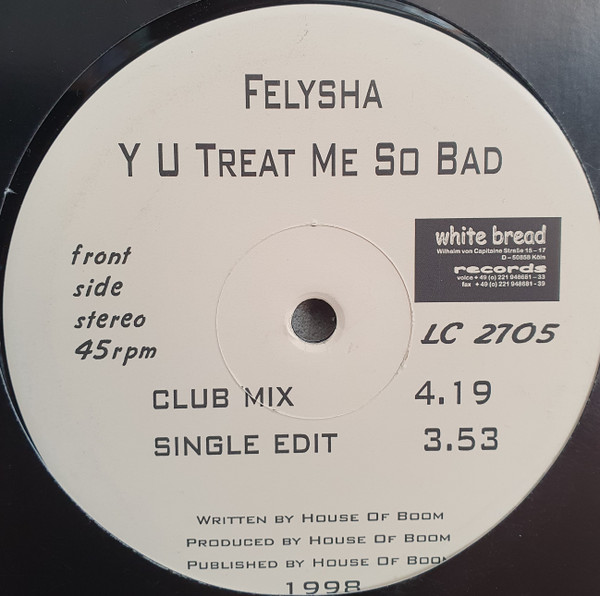 FELYSHA
Y U TREAT ME SO BAD
white bread
Wilhelm von Capitaine Straße 15 - 17
D - 50858 Köln
records
voice + 49 (0) 221 948681 - 33
fax + 49 (0) 221 948681 - 39
front
side
stereo
45rpm
LC 2705
CLUB MIX 4.19
SINGLE EDIT 3.53
WRITTEN BY HOUSE OF BOOM
PRODUCED BY HOUSE OF BOOM
PUBLISHED BY HOUSE OF BOOM
1998